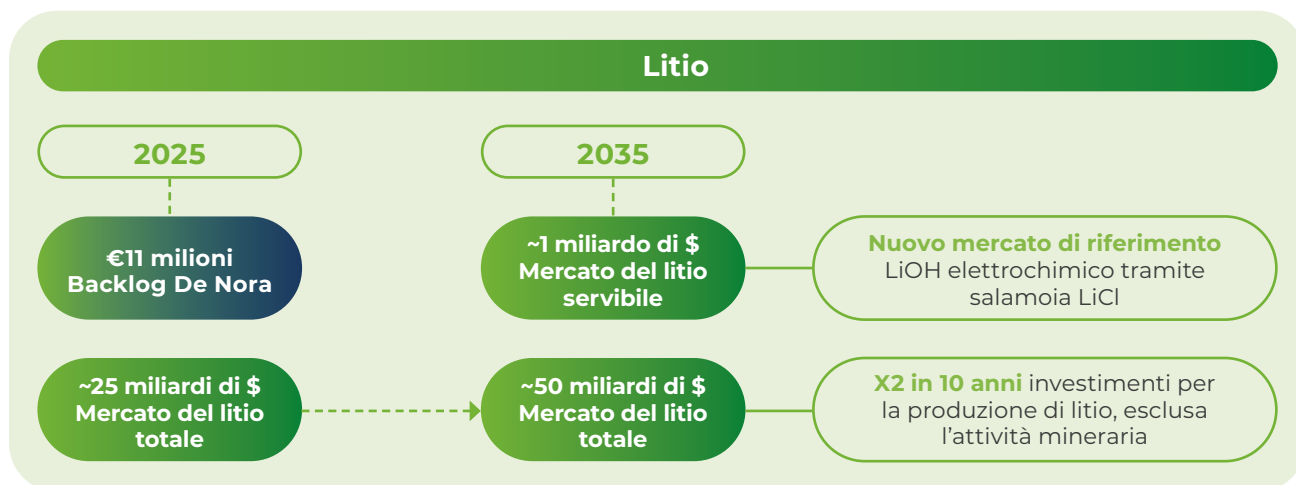 Litio
2025
2035
€11 milioni
Backlog De Nora
~1 miliardo di $
Mercato del litio
servibile
Nuovo mercato di riferimento
LiOH elettrochimico tramite
salamoia LiCl
~25 miliardi di $
Mercato del litio
totale
~50 miliardi di $
Mercato del litio
totale
X2 in 10 anni investimenti per
la produzione di litio, esclusa
l’attività mineraria